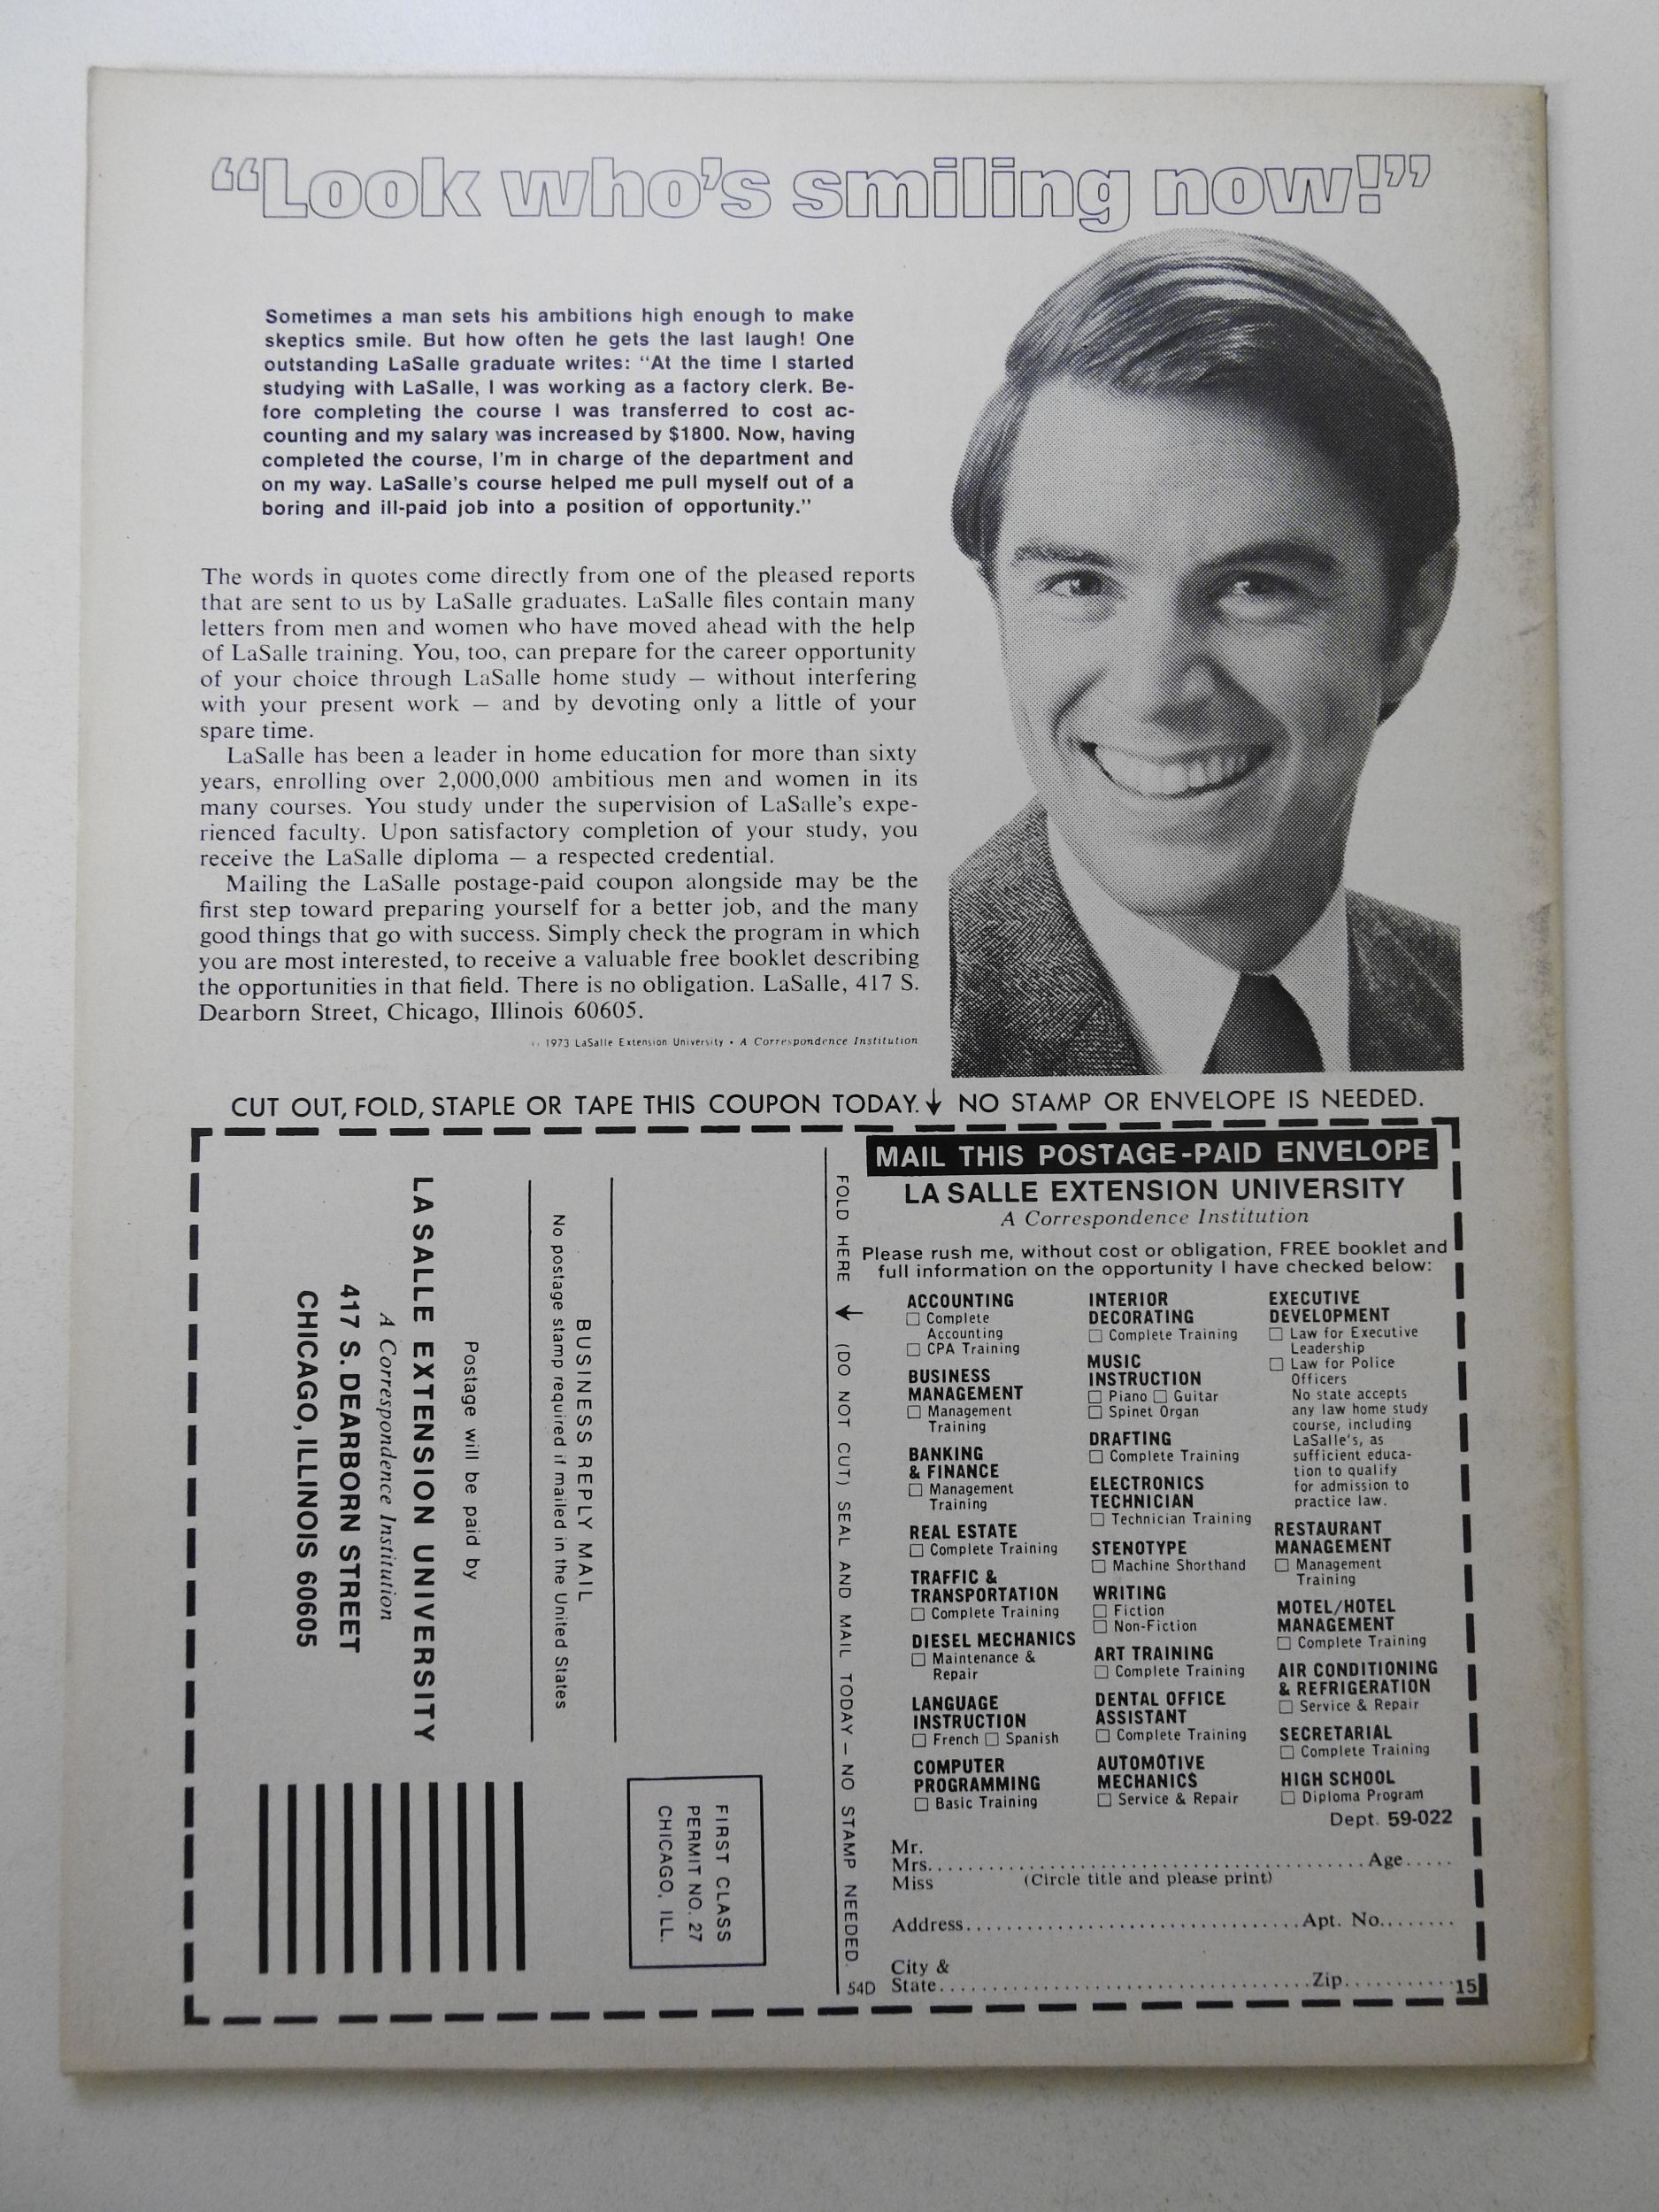 “Look who’s smiling now!”
Sometimes a man sets his ambitions high enough to make
skeptics smile. But how often he gets the last laugh! One
outstanding LaSalle graduate writes: “At the time I started
studying with LaSalle, I was working as a factory clerk. Be-
fore completing the course I was transferred to cost ac-
counting and my salary was increased by $1800. Now, having
completed the course, I’m in charge of the department and
on my way. LaSalle’s course helped me pull myself out of a
boring and ill-paid job into a position of opportunity.”
The words in quotes come directly from one of the pleased reports
that are sent to us by LaSalle graduates. LaSalle files contain many
letters from men and women who have moved ahead with the help
of LaSalle training. You, too, can prepare for the career opportunity
of your choice through LaSalle home study — without interfering
with your present work — and by devoting only a little of your
spare time.
LaSalle has been a leader in home education for more than sixty
years, enrolling over 2,000,000 ambitious men and women in its
many courses. You study under the supervision of LaSalle’s expe-
rienced faculty. Upon satisfactory completion of your study, you
receive the LaSalle diploma — a respected credential.
Mailing the LaSalle postage-paid coupon alongside may be the
first step toward preparing yourself for a better job, and the many
good things that go with success. Simply check the program in which
you are most interested, to receive a valuable free booklet describing
the opportunities in that field. There is no obligation. LaSalle, 417 S.
Dearborn Street, Chicago, Illinois 60605.
© 1973 LaSalle Extension University • A Correspondence Institution
CUT OUT, FOLD, STAPLE OR TAPE THIS COUPON TODAY. ↓ NO STAMP OR ENVELOPE IS NEEDED.
FIRST CLASS
PERMIT NO. 27
CHICAGO, ILL.
BUSINESS REPLY MAIL
No postage stamp required if mailed in the United States
Postage will be paid by
LA SALLE EXTENSION UNIVERSITY
A Correspondence Institution
417 S. DEARBORN STREET
CHICAGO, ILLINOIS 60605
FOLD HERE ↓ (DO NOT CUT) SEAL AND MAIL TODAY — NO STAMP NEEDED.
MAIL THIS POSTAGE-PAID ENVELOPE
LA SALLE EXTENSION UNIVERSITY
A Correspondence Institution
Please rush me, without cost or obligation, FREE booklet and
full information on the opportunity I have checked below:
ACCOUNTING
☐ Complete
Accounting
☐ CPA Training
BUSINESS
MANAGEMENT
☐ Management
Training
BANKING
& FINANCE
☐ Management
Training
REAL ESTATE
☐ Complete Training
TRAFFIC &
TRANSPORTATION
☐ Complete Training
DIESEL MECHANICS
☐ Maintenance &
Repair
LANGUAGE
INSTRUCTION
☐ French ☐ Spanish
COMPUTER
PROGRAMMING
☐ Basic Training
INTERIOR
DECORATING
☐ Complete Training
MUSIC
INSTRUCTION
☐ Piano ☐ Guitar
☐ Spinet Organ
DRAFTING
☐ Complete Training
ELECTRONICS
TECHNICIAN
☐ Technician Training
STENOTYPE
☐ Machine Shorthand
WRITING
☐ Fiction
☐ Non-Fiction
ART TRAINING
☐ Complete Training
DENTAL OFFICE
ASSISTANT
☐ Complete Training
AUTOMOTIVE
MECHANICS
☐ Service & Repair
EXECUTIVE
DEVELOPMENT
☐ Law for Executive
Leadership
☐ Law for Police
Officers
No state accepts
any law home study
course, including
LaSalle’s, as
sufficient educa-
tion to qualify
for admission to
practice law.
RESTAURANT
MANAGEMENT
☐ Management
Training
MOTEL/HOTEL
MANAGEMENT
☐ Complete Training
AIR CONDITIONING
& REFRIGERATION
☐ Service & Repair
SECRETARIAL
☐ Complete Training
HIGH SCHOOL
☐ Diploma Program
Dept. 59-022
Mr.
Mrs. Age
Miss (Circle title and please print)
Address Apt. No.
City &
State Zip
54D
15